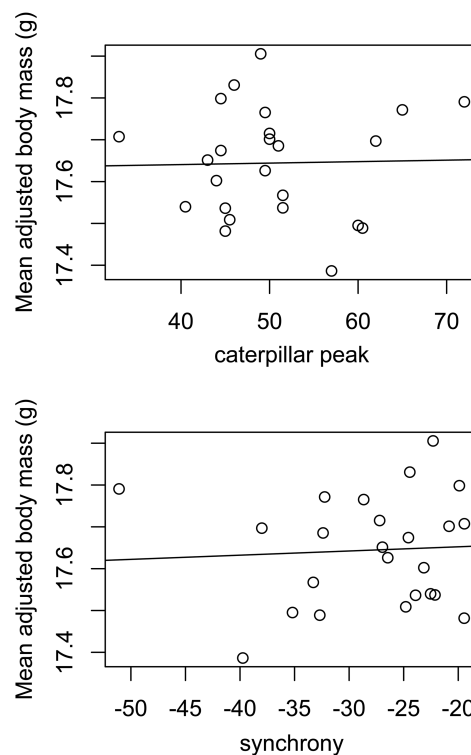 Mean adjusted body mass (g)
17.8
17.6
17.4
40 50 60 70
caterpillar peak
Mean adjusted body mass (g)
17.8
17.6
17.4
-50 -45 -40 -35 -30 -25 -20
synchrony